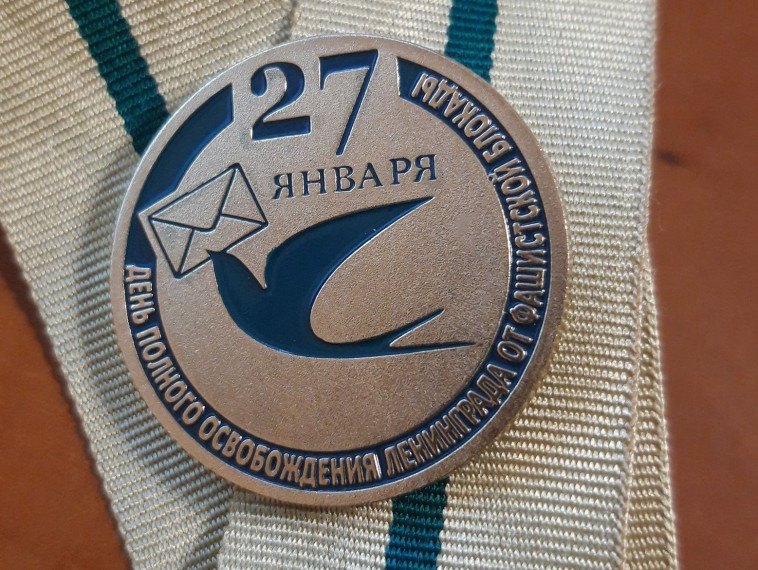 27
ЯНВАРЯ
ДЕНЬ ПОЛНОГО ОСВОБОЖДЕНИЯ ЛЕНИНГРАДА ОТ ФАШИСТСКОЙ БЛОКАДЫ